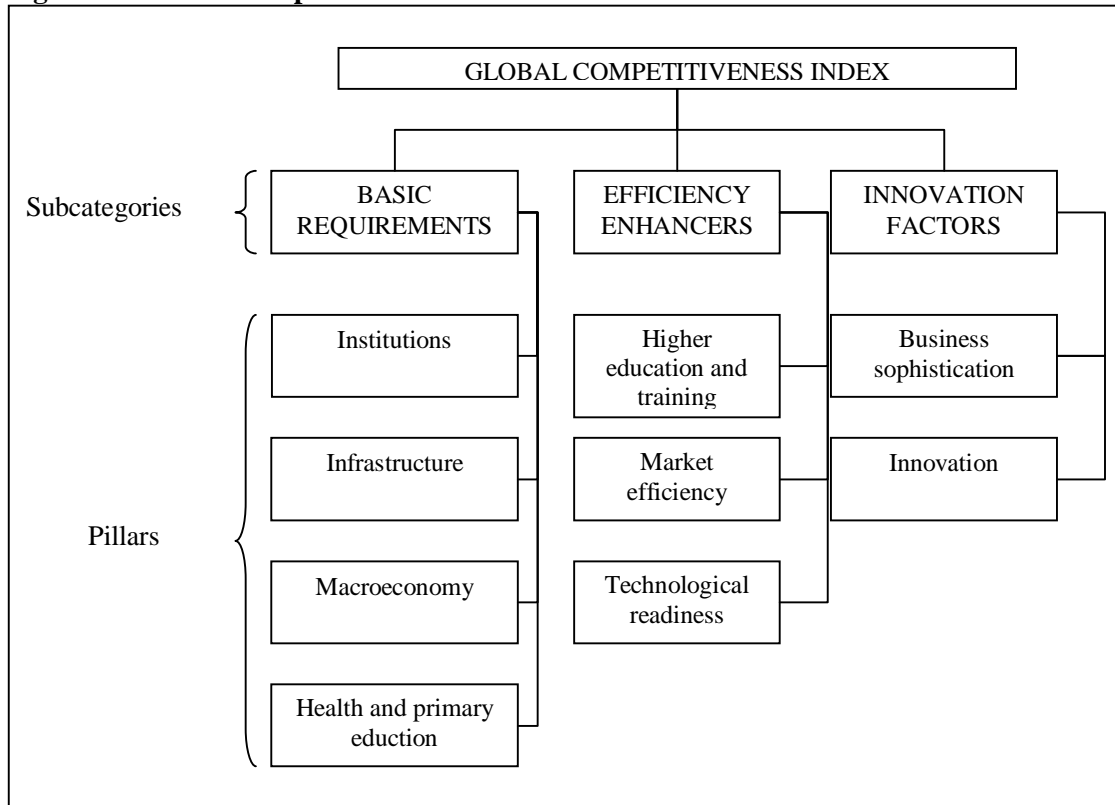 GLOBAL COMPETITIVENESS INDEX
Subcategories
BASIC
REQUIREMENTS
EFFICIENCY
ENHANCERS
INNOVATION
FACTORS
Pillars
Institutions
Infrastructure
Macroeconomy
Health and primary
eduction
Higher
education and
training
Market
efficiency
Technological
readiness
Business
sophistication
Innovation